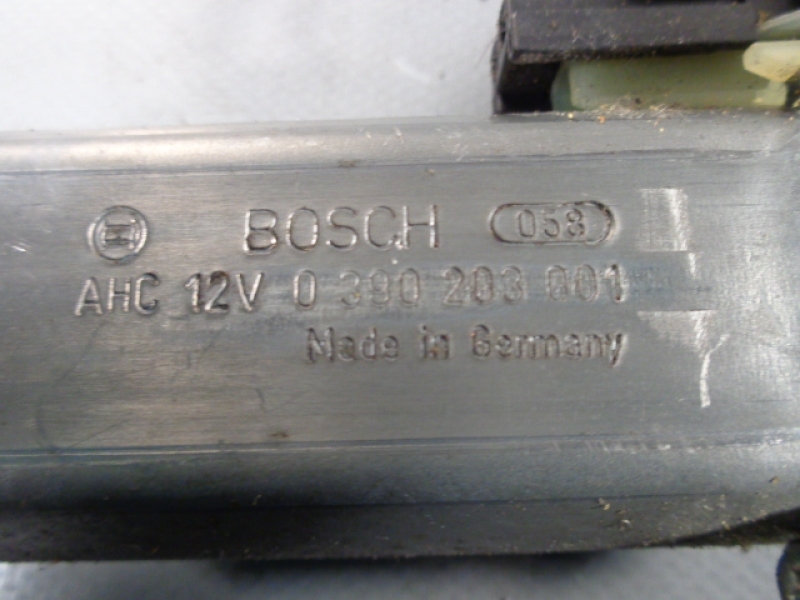 BOSCH 058
AHC 12V 0 390 203 001
Made in Germany